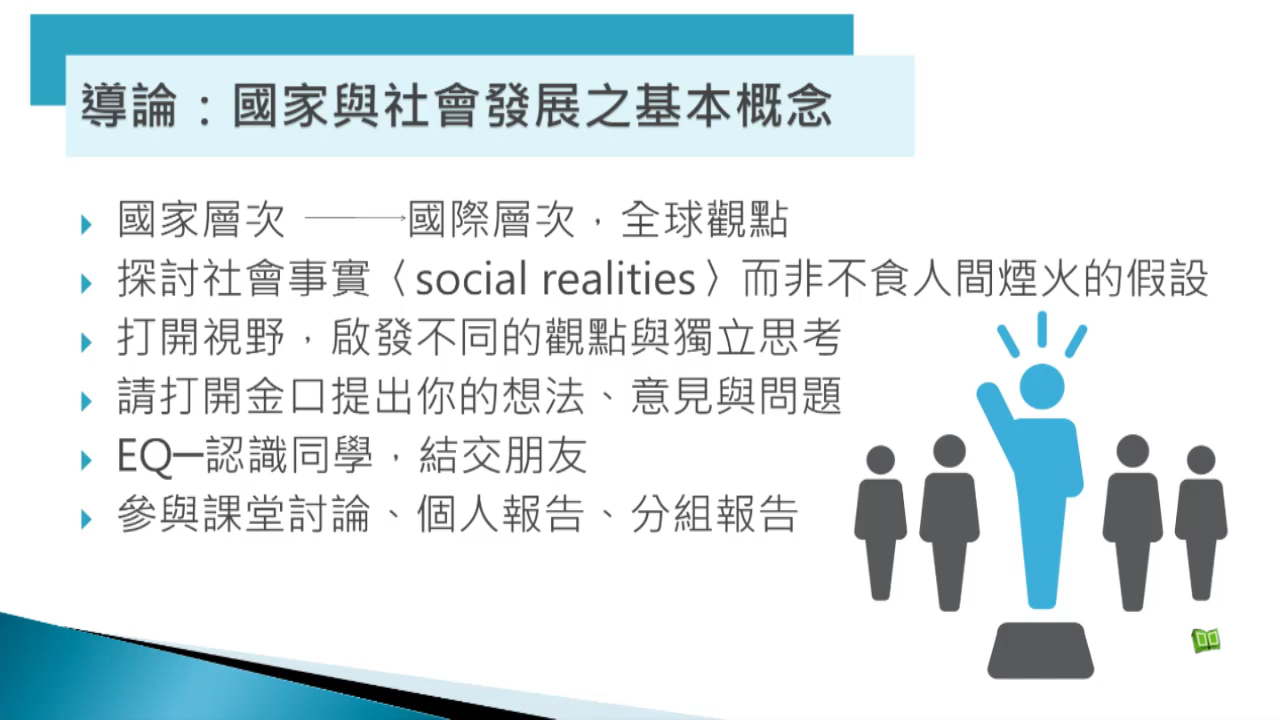 導論：國家與社會發展之基本概念
國家層次 ──→國際層次，全球觀點
探討社會事實〈social realities〉而非不食人間煙火的假設
打開視野，啟發不同的觀點與獨立思考
請打開金口提出你的想法、意見與問題
EQ─認識同學，結交朋友
參與課堂討論、個人報告、分組報告